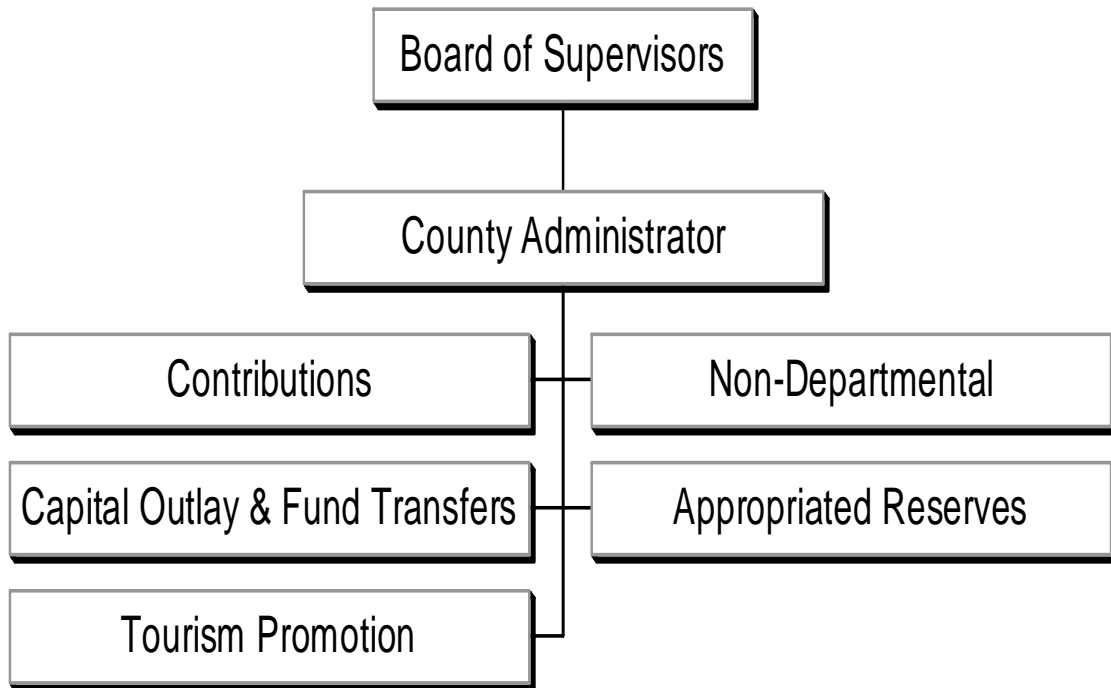 Board of Supervisors
County Administrator
Contributions
Non-Departmental
Capital Outlay & Fund Transfers
Appropriated Reserves
Tourism Promotion